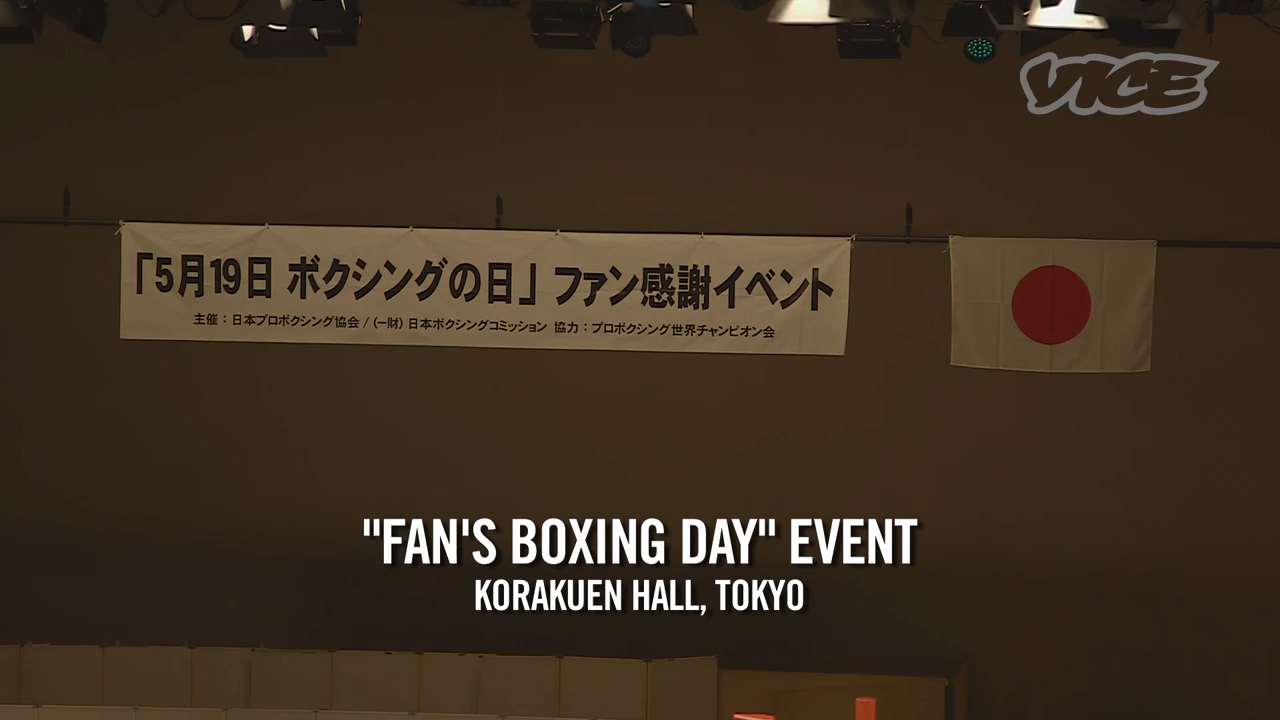 VICE
「5月19日 ボクシングの日」 ファン感謝イベント
主催：日本プロボクシング協会 / (一財) 日本ボクシングコミッション 協力：プロボクシング世界チャンピオン会
"FAN'S BOXING DAY" EVENT
KORAKUEN HALL, TOKYO